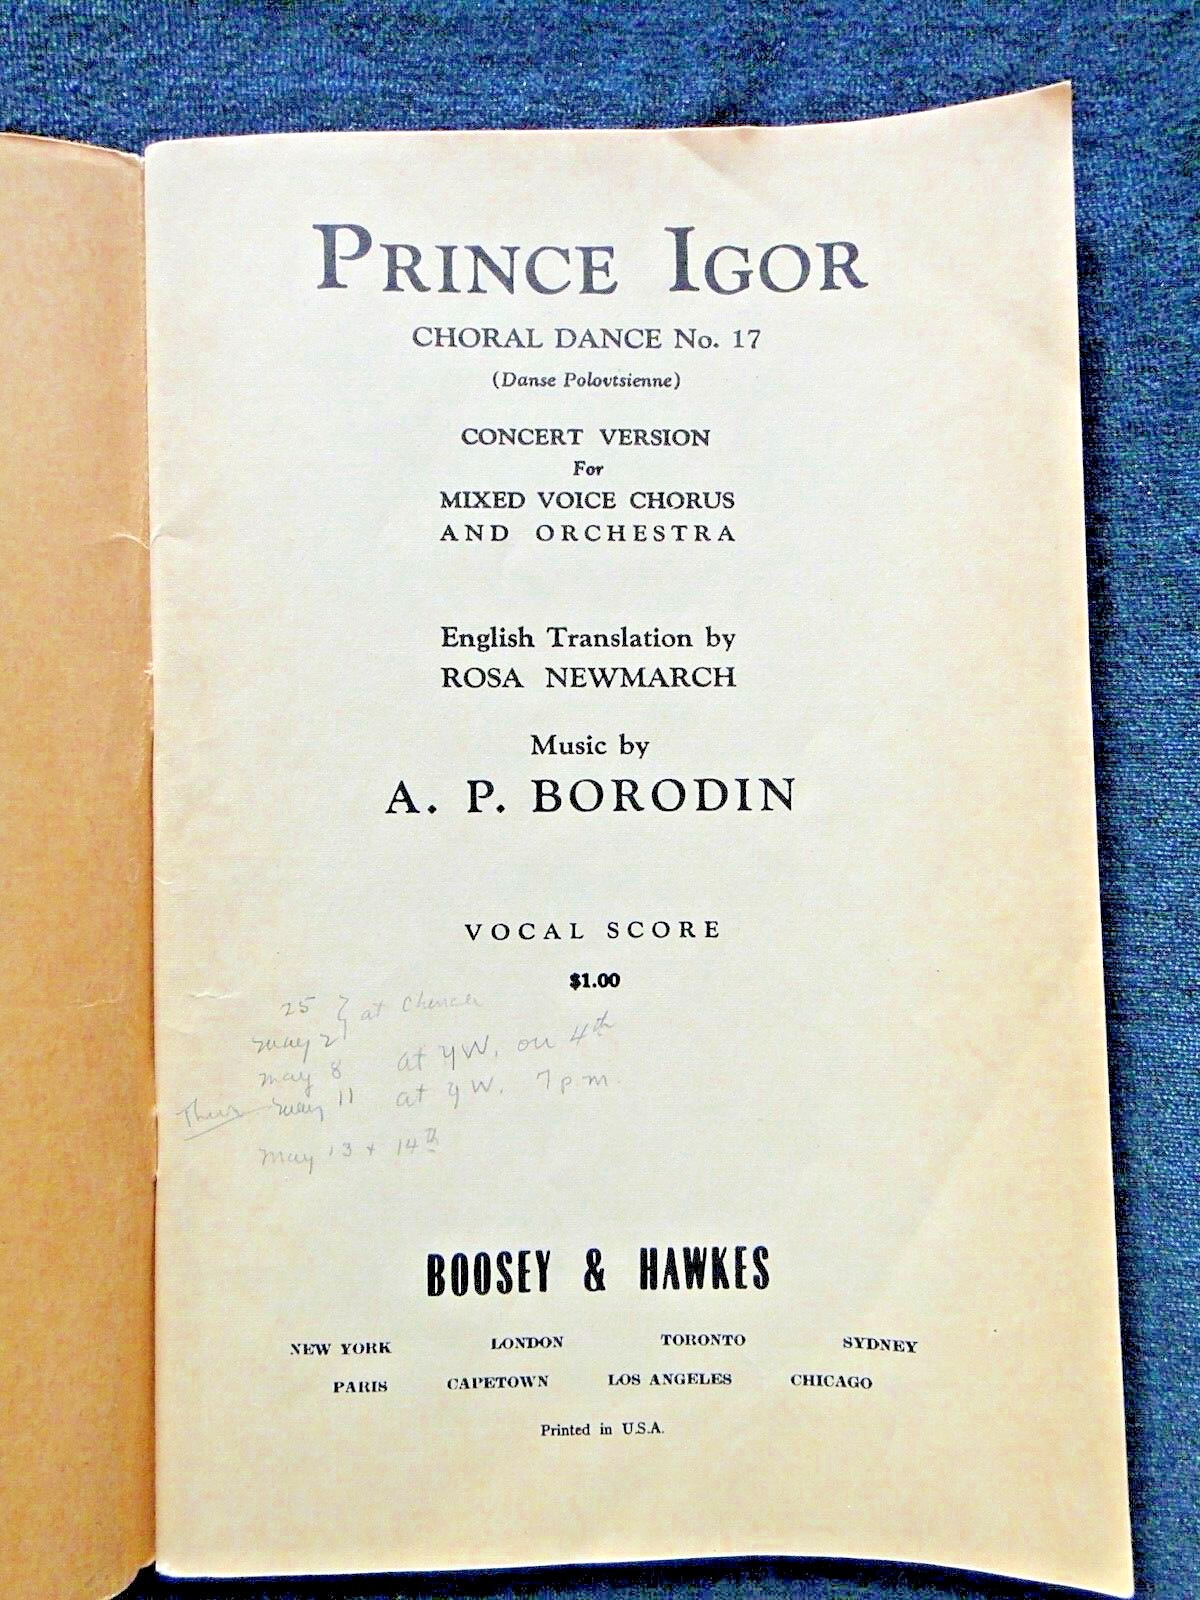 PRINCE IGOR
CHORAL DANCE No. 17
(Danse Polovtsienne)
CONCERT VERSION
For
MIXED VOICE CHORUS
AND ORCHESTRA
English Translation by
ROSA NEWMARCH
Music by
A. P. BORODIN
VOCAL SCORE
$1.00
25 } at
May 2
May 8 at YW. on 4th
Thurs May 11 at YW. 7 p.m.
May 13 + 14th
BOOSEY & HAWKES
NEW YORK LONDON TORONTO SYDNEY
PARIS CAPETOWN LOS ANGELES CHICAGO
Printed in U.S.A.